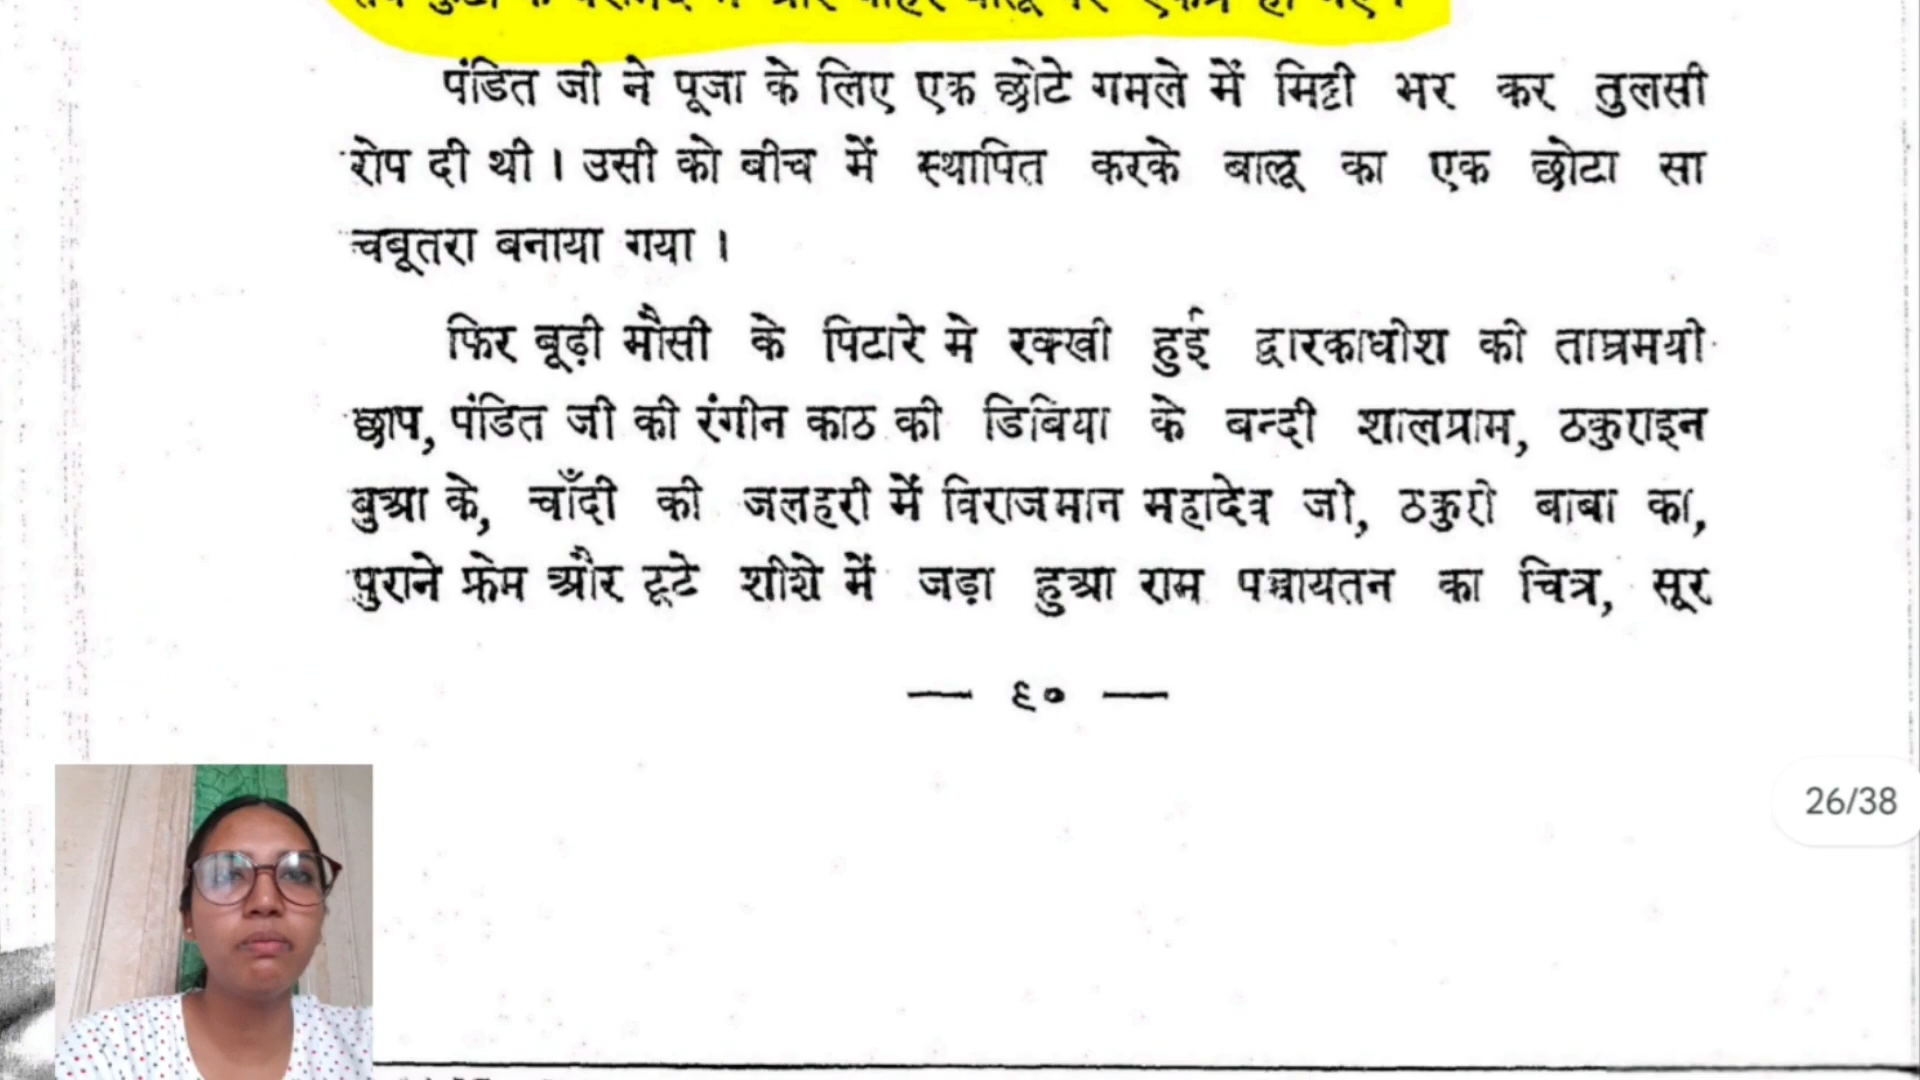 पंडित जी ने पूजा के लिए एक छोटे गमले में मिट्टी भर कर तुलसी
रोप दी थी । उसी को बीच में स्थापित करके बालू का एक छोटा सा
चबूतरा बनाया गया ।
फिर बूढ़ी मौसी के पिटारे मे रक्खी हुई द्वारकाधीश की ताम्रमयी
छाप, पंडित जी की रंगीन काठ की डिबिया के बन्दी शालग्राम, ठकुराइन
बुआ के, चाँदी की जलहरी में विराजमान महादेव जी, ठकुरी बाबा का,
पुराने फ्रेम और टूटे शीशे में जड़ा हुआ राम पञ्चायतन का चित्र, सूर
— ९० —
26/38